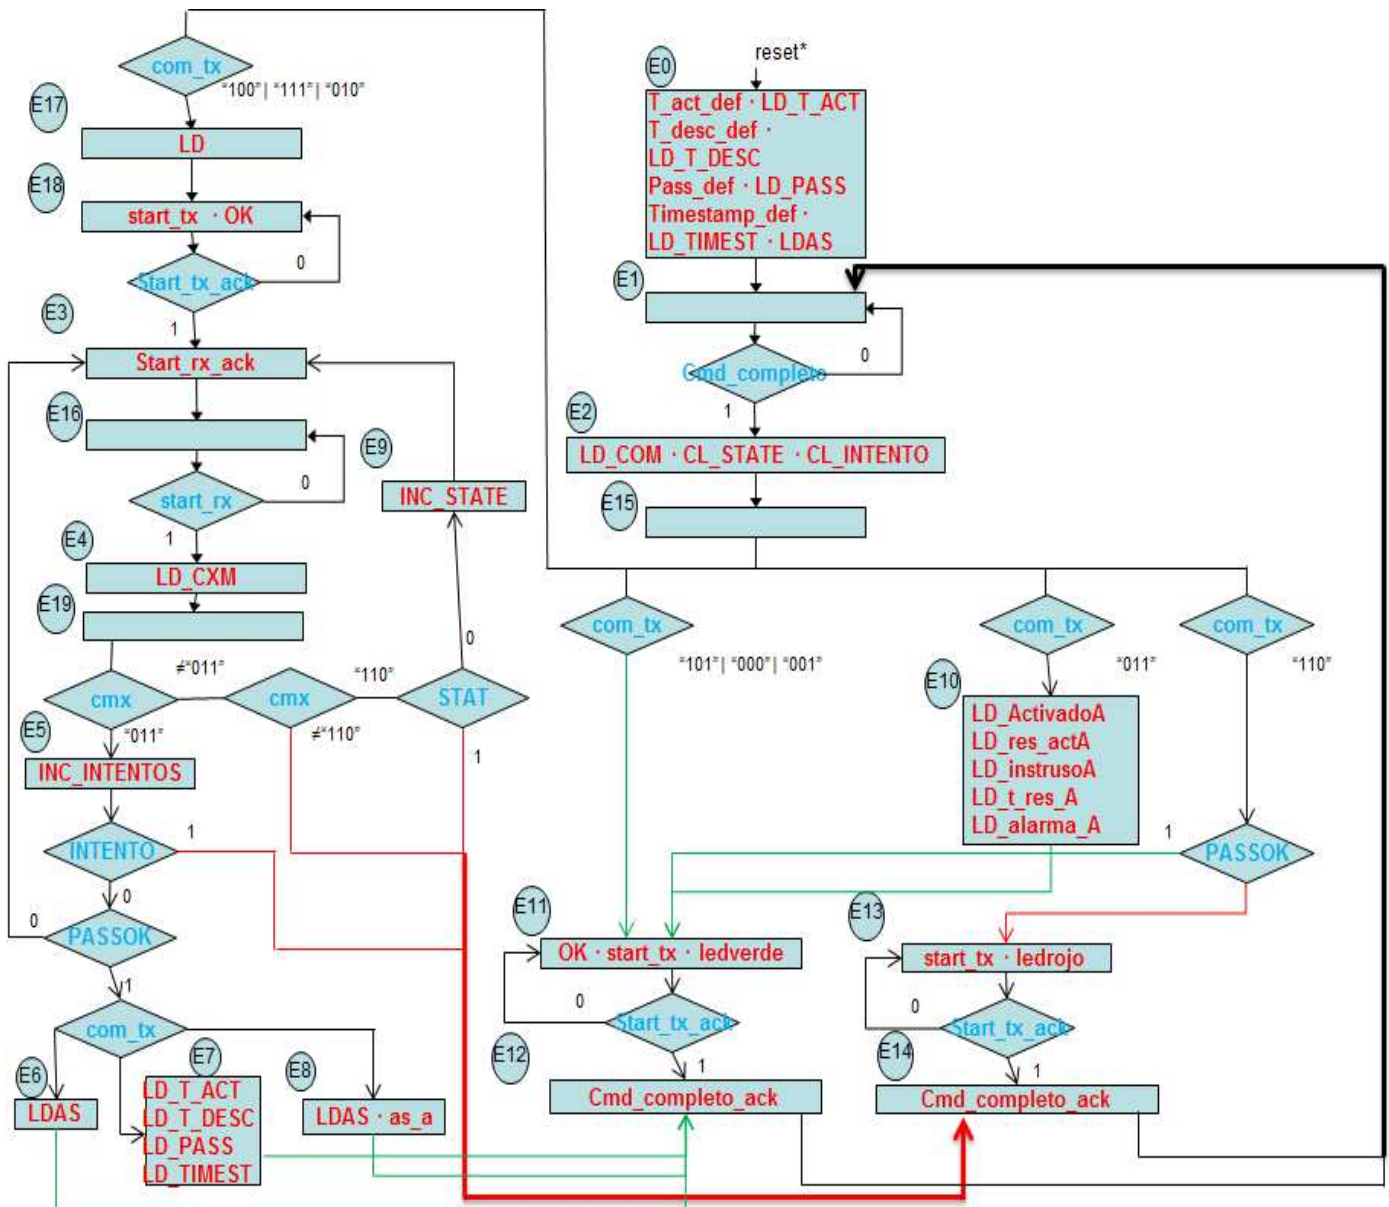 com_tx
"100" | "111" | "010"
E17
LD
E18
start_tx · OK
0
Start_tx_ack
1
E3
Start_rx_ack
E16
0
start_rx
1
E9
INC_STATE
E4
LD_CXM
E19
0
≠"011"
"110"
cmx
cmx
STAT
"011"
≠"110"
1
E5
INC_INTENTOS
1
INTENTO
0
0
PASSOK
1
com_tx
E6
LDAS
E7
LD_T_ACT
LD_T_DESC
LD_PASS
LD_TIMEST
E8
LDAS · as_a
reset*
E0
T_act_def · LD_T_ACT
T_desc_def ·
LD_T_DESC
Pass_def · LD_PASS
Timestamp_def ·
LD_TIMEST · LDAS
E1
0
Cmd_completo
1
E2
LD_COM · CL_STATE · CL_INTENTO
E15
com_tx
"101" | "000" | "001"
com_tx
"011"
com_tx
"110"
E10
LD_ActivadoA
LD_res_actA
LD_instrusoA
LD_t_res_A
LD_alarma_A
1
PASSOK
E11
OK · start_tx · ledverde
0
Start_tx_ack
1
E12
Cmd_completo_ack
E13
start_tx · ledrojo
0
Start_tx_ack
1
E14
Cmd_completo_ack